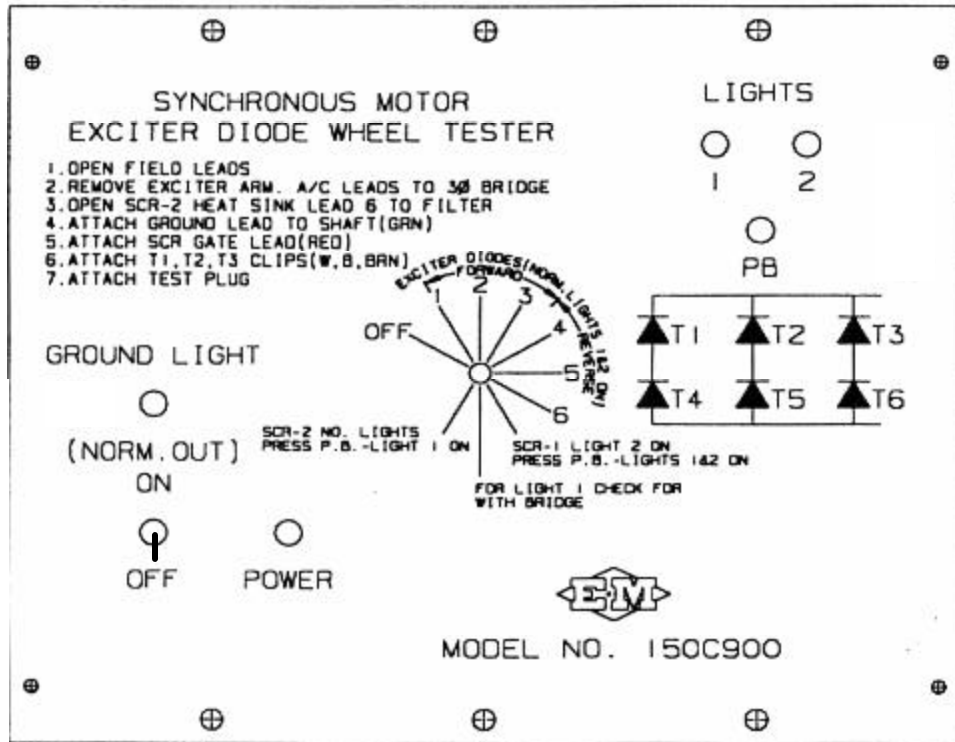 SYNCHRONOUS MOTOR
EXCITER DIODE WHEEL TESTER
1.OPEN FIELD LEADS
2.REMOVE EXCITER ARM. A/C LEADS TO 3Ø BRIDGE
3.OPEN SCR-2 HEAT SINK LEAD 6 TO FILTER
4.ATTACH GROUND LEAD TO SHAFT(GRN)
5.ATTACH SCR GATE LEAD(RED)
6.ATTACH T1,T2,T3 CLIPS(W,B,BRN)
7.ATTACH TEST PLUG
LIGHTS
1 2
PB
T1 T2 T3
T4 T5 T6
EXCITER DIODES(NORM.LIGHTS 1&2 ON)
FORWARD
REVERSE
OFF 1 2 3 4 5 6
SCR-2 NO. LIGHTS
PRESS P.B.-LIGHT 1 ON
SCR-1 LIGHT 2 ON
PRESS P.B.-LIGHTS 1&2 ON
FOR LIGHT 1 CHECK FOR
WITH BRIDGE
GROUND LIGHT
(NORM.OUT)
ON
OFF
POWER
E-M
MODEL NO. 150C900